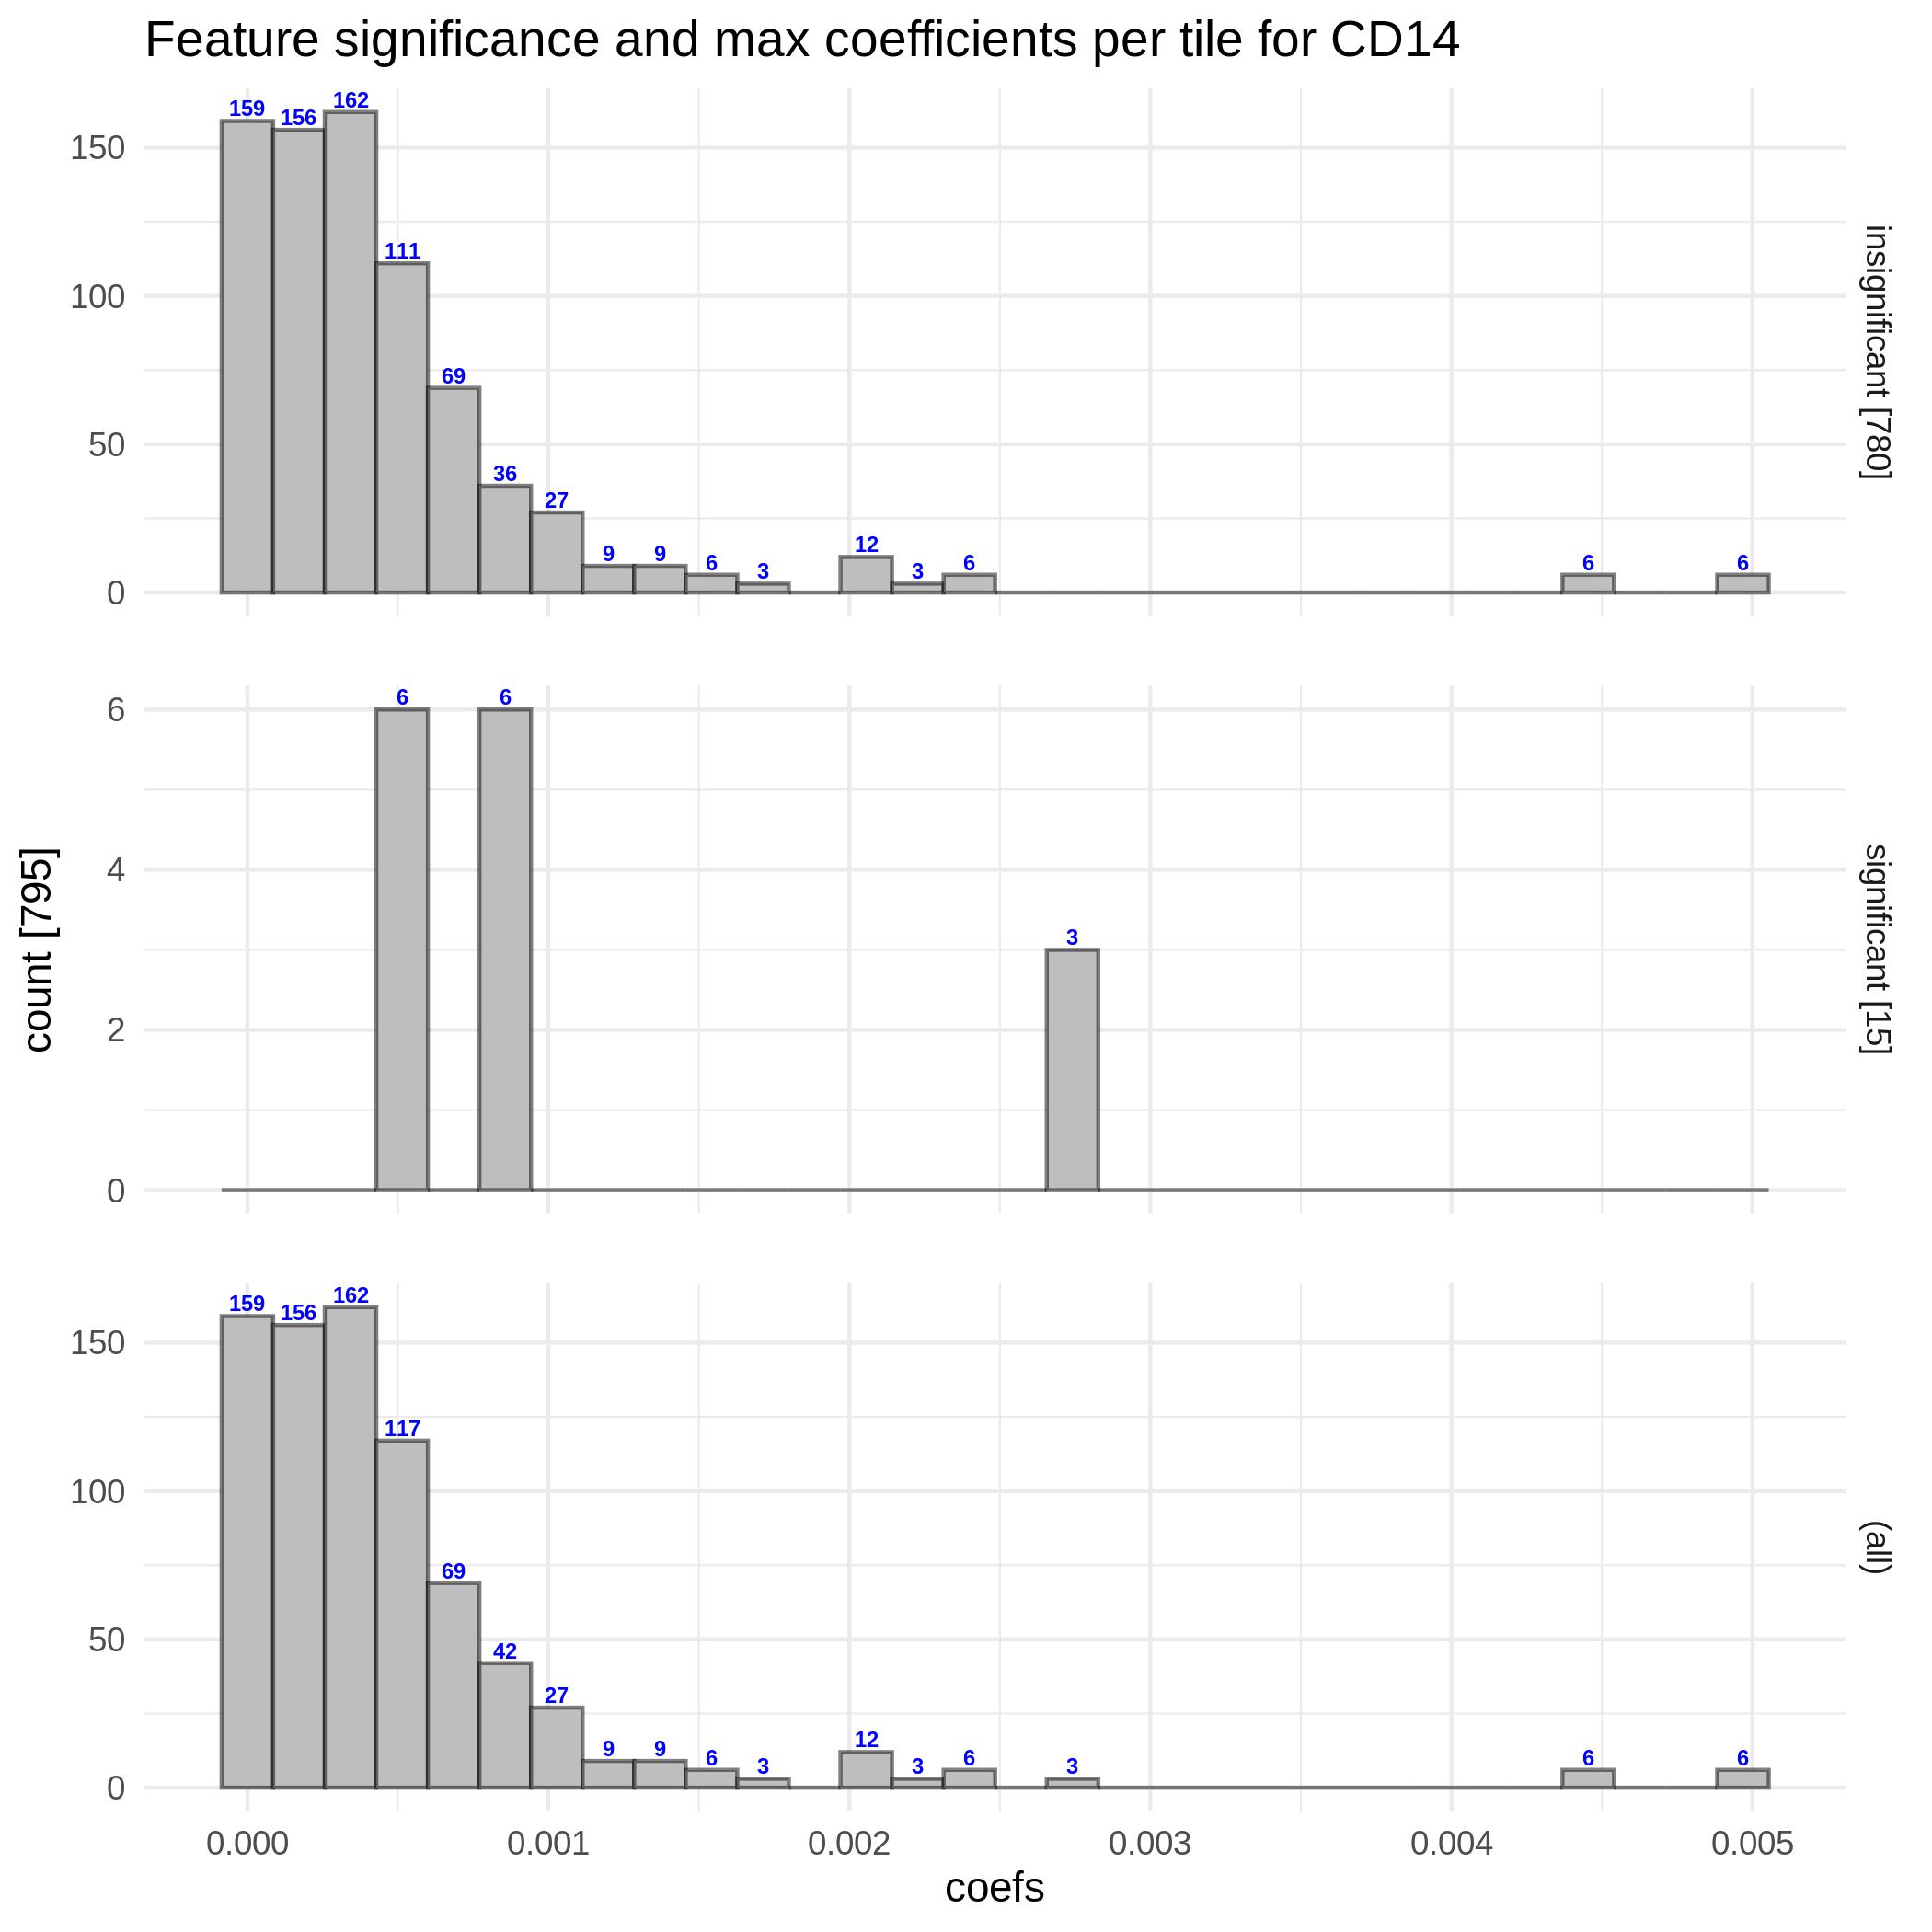 Feature significance and max coefficients per tile for CD14
159 156 162 111 69 36 27 9 9 6 3 12 3 6 6 6
150
100
50
0
insignificant [780]
6 6 3
6
4
2
0
significant [15]
count [795]
159 156 162 117 69 42 27 9 9 6 3 12 3 6 3 6 6
150
100
50
0
(all)
0.000 0.001 0.002 0.003 0.004 0.005
coefs